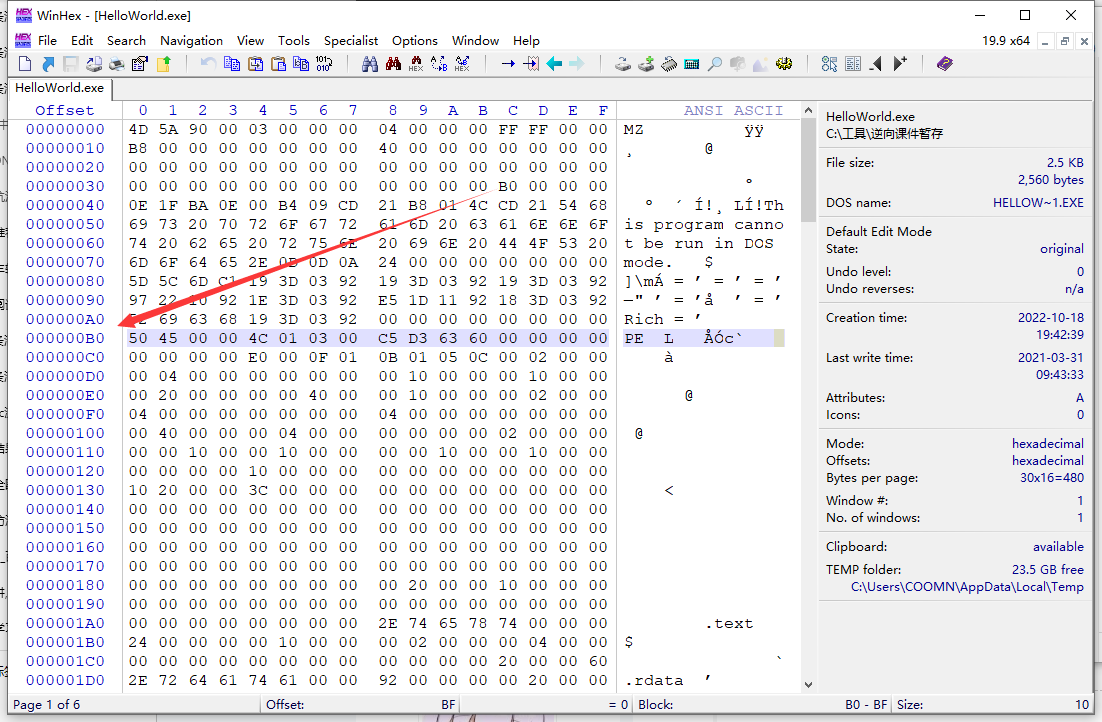 WinHex - [HelloWorld.exe]
File Edit Search Navigation View Tools Specialist Options Window Help
19.9 x64
HelloWorld.exe
Offset 0 1 2 3 4 5 6 7 8 9 A B C D E F ANSI ASCII
00000000 4D 5A 90 00 03 00 00 00 04 00 00 00 FF FF 00 00 MZ ÿÿ
00000010 B8 00 00 00 00 00 00 00 40 00 00 00 00 00 00 00 ¸ @
00000020 00 00 00 00 00 00 00 00 00 00 00 00 00 00 00 00
00000030 00 00 00 00 00 00 00 00 00 00 00 00 B0 00 00 00 °
00000040 0E 1F BA 0E 00 B4 09 CD 21 B8 01 4C CD 21 54 68 º ´ Í!¸ LÍ!Th
00000050 69 73 20 70 72 6F 67 72 61 6D 20 63 61 6E 6E 6F is program canno
00000060 74 20 62 65 20 72 75 6E 20 69 6E 20 44 4F 53 20 t be run in DOS
00000070 6D 6F 64 65 2E 0D 0D 0A 24 00 00 00 00 00 00 00 mode. $
00000080 5D 5C 6D C1 19 3D 03 92 19 3D 03 92 19 3D 03 92 ]\mÁ = ’ = ’ = ’
00000090 97 22 10 92 1E 3D 03 92 E5 1D 11 92 18 3D 03 92 —" ’ = ’å ’ = ’
000000A0 52 69 63 68 19 3D 03 92 00 00 00 00 00 00 00 00 Rich = ’
000000B0 50 45 00 00 4C 01 03 00 C5 D3 63 60 00 00 00 00 PE L ÅÓc`
000000C0 00 00 00 00 E0 00 0F 01 0B 01 05 0C 00 02 00 00 à
000000D0 00 04 00 00 00 00 00 00 00 10 00 00 00 10 00 00
000000E0 00 20 00 00 00 00 40 00 00 10 00 00 00 02 00 00 @
000000F0 04 00 00 00 00 00 00 00 04 00 00 00 00 00 00 00
00000100 00 40 00 00 00 04 00 00 00 00 00 00 02 00 00 00 @
00000110 00 00 10 00 00 10 00 00 00 00 10 00 00 10 00 00
00000120 00 00 00 00 10 00 00 00 00 00 00 00 00 00 00 00
00000130 10 20 00 00 3C 00 00 00 00 00 00 00 00 00 00 00 <
00000140 00 00 00 00 00 00 00 00 00 00 00 00 00 00 00 00
00000150 00 00 00 00 00 00 00 00 00 00 00 00 00 00 00 00
00000160 00 00 00 00 00 00 00 00 00 00 00 00 00 00 00 00
00000170 00 00 00 00 00 00 00 00 00 00 00 00 00 00 00 00
00000180 00 00 00 00 00 00 00 00 00 20 00 00 10 00 00 00
00000190 00 00 00 00 00 00 00 00 00 00 00 00 00 00 00 00
000001A0 00 00 00 00 00 00 00 00 2E 74 65 78 74 00 00 00 .text
000001B0 24 00 00 00 00 10 00 00 00 02 00 00 00 04 00 00 $
000001C0 00 00 00 00 00 00 00 00 00 00 00 00 20 00 00 60 `
000001D0 2E 72 64 61 74 61 00 00 92 00 00 00 00 20 00 00 .rdata ’
HelloWorld.exe
C:\工具\逆向课件暂存
File size: 2.5 KB
2,560 bytes
DOS name: HELLOW~1.EXE
Default Edit Mode
State: original
Undo level: 0
Undo reverses: n/a
Creation time: 2022-10-18
19:42:39
Last write time: 2021-03-31
09:43:33
Attributes: A
Icons: 0
Mode: hexadecimal
Offsets: hexadecimal
Bytes per page: 30x16=480
Window #: 1
No. of windows: 1
Clipboard: available
TEMP folder: 23.5 GB free
C:\Users\COOMN\AppData\Local\Temp
Page 1 of 6 Offset: BF = 0 Block: B0 - BF Size: 10